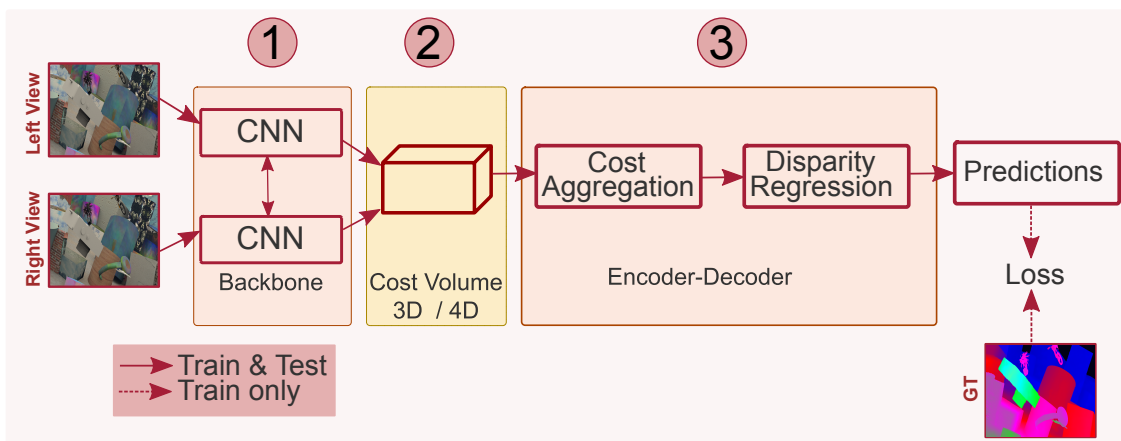 1
2
3
Left View
Right View
CNN
CNN
Backbone
Cost Volume
3D / 4D
Cost
Aggregation
Disparity
Regression
Encoder-Decoder
Predictions
Loss
GT
Train & Test
Train only